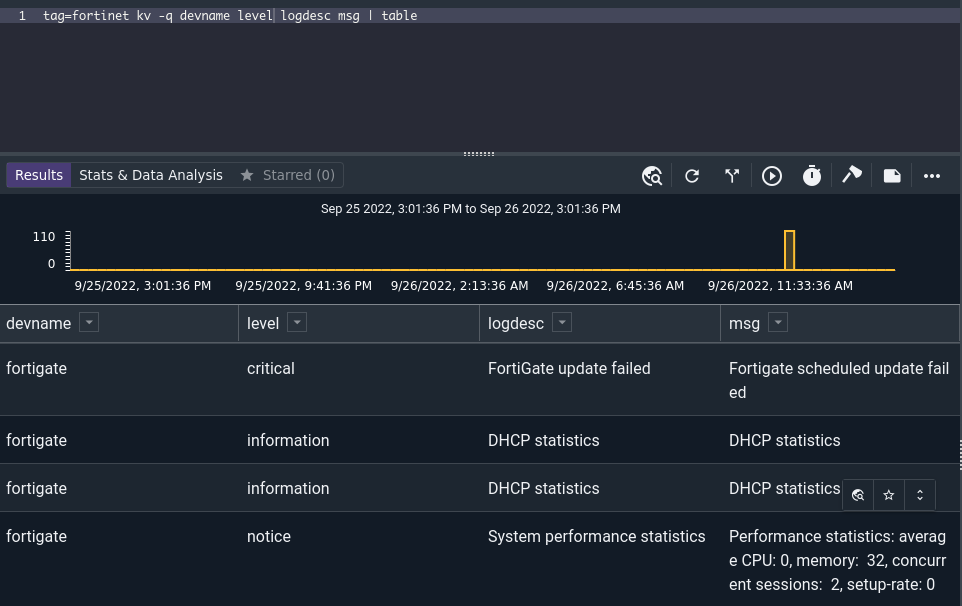 1 tag=fortinet kv -q devname level logdesc msg | table
Results Stats & Data Analysis Starred (0)
Sep 25 2022, 3:01:36 PM to Sep 26 2022, 3:01:36 PM
110
0
9/25/2022, 3:01:36 PM 9/25/2022, 9:41:36 PM 9/26/2022, 2:13:36 AM 9/26/2022, 6:45:36 AM 9/26/2022, 11:33:36 AM
devname level logdesc msg
fortigate critical FortiGate update failed Fortigate scheduled update fail
ed
fortigate information DHCP statistics DHCP statistics
fortigate information DHCP statistics DHCP statistics
fortigate notice System performance statistics Performance statistics: averag
e CPU: 0, memory:  32, concurr
ent sessions:  2, setup-rate: 0